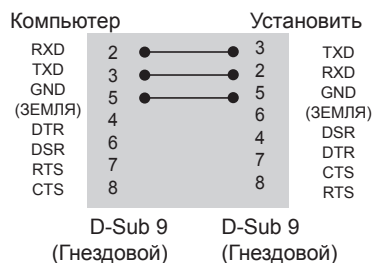 Компьютер Установить
RXD 2 3 TXD
TXD 3 2 RXD
GND 5 5 GND
(ЗЕМЛЯ) 4 6 (ЗЕМЛЯ)
DTR 6 4 DSR
DSR 7 7 DTR
RTS 8 8 CTS
CTS RTS
D-Sub 9 D-Sub 9
(Гнездовой) (Гнездовой)